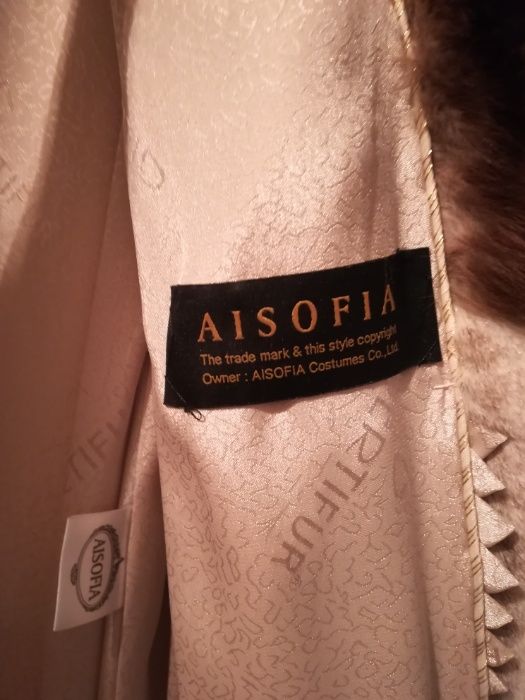 AISOFIA
The trade mark & this style copyright
Owner : AISOFIA Costumes Co.,Ltd.
AISOFIA